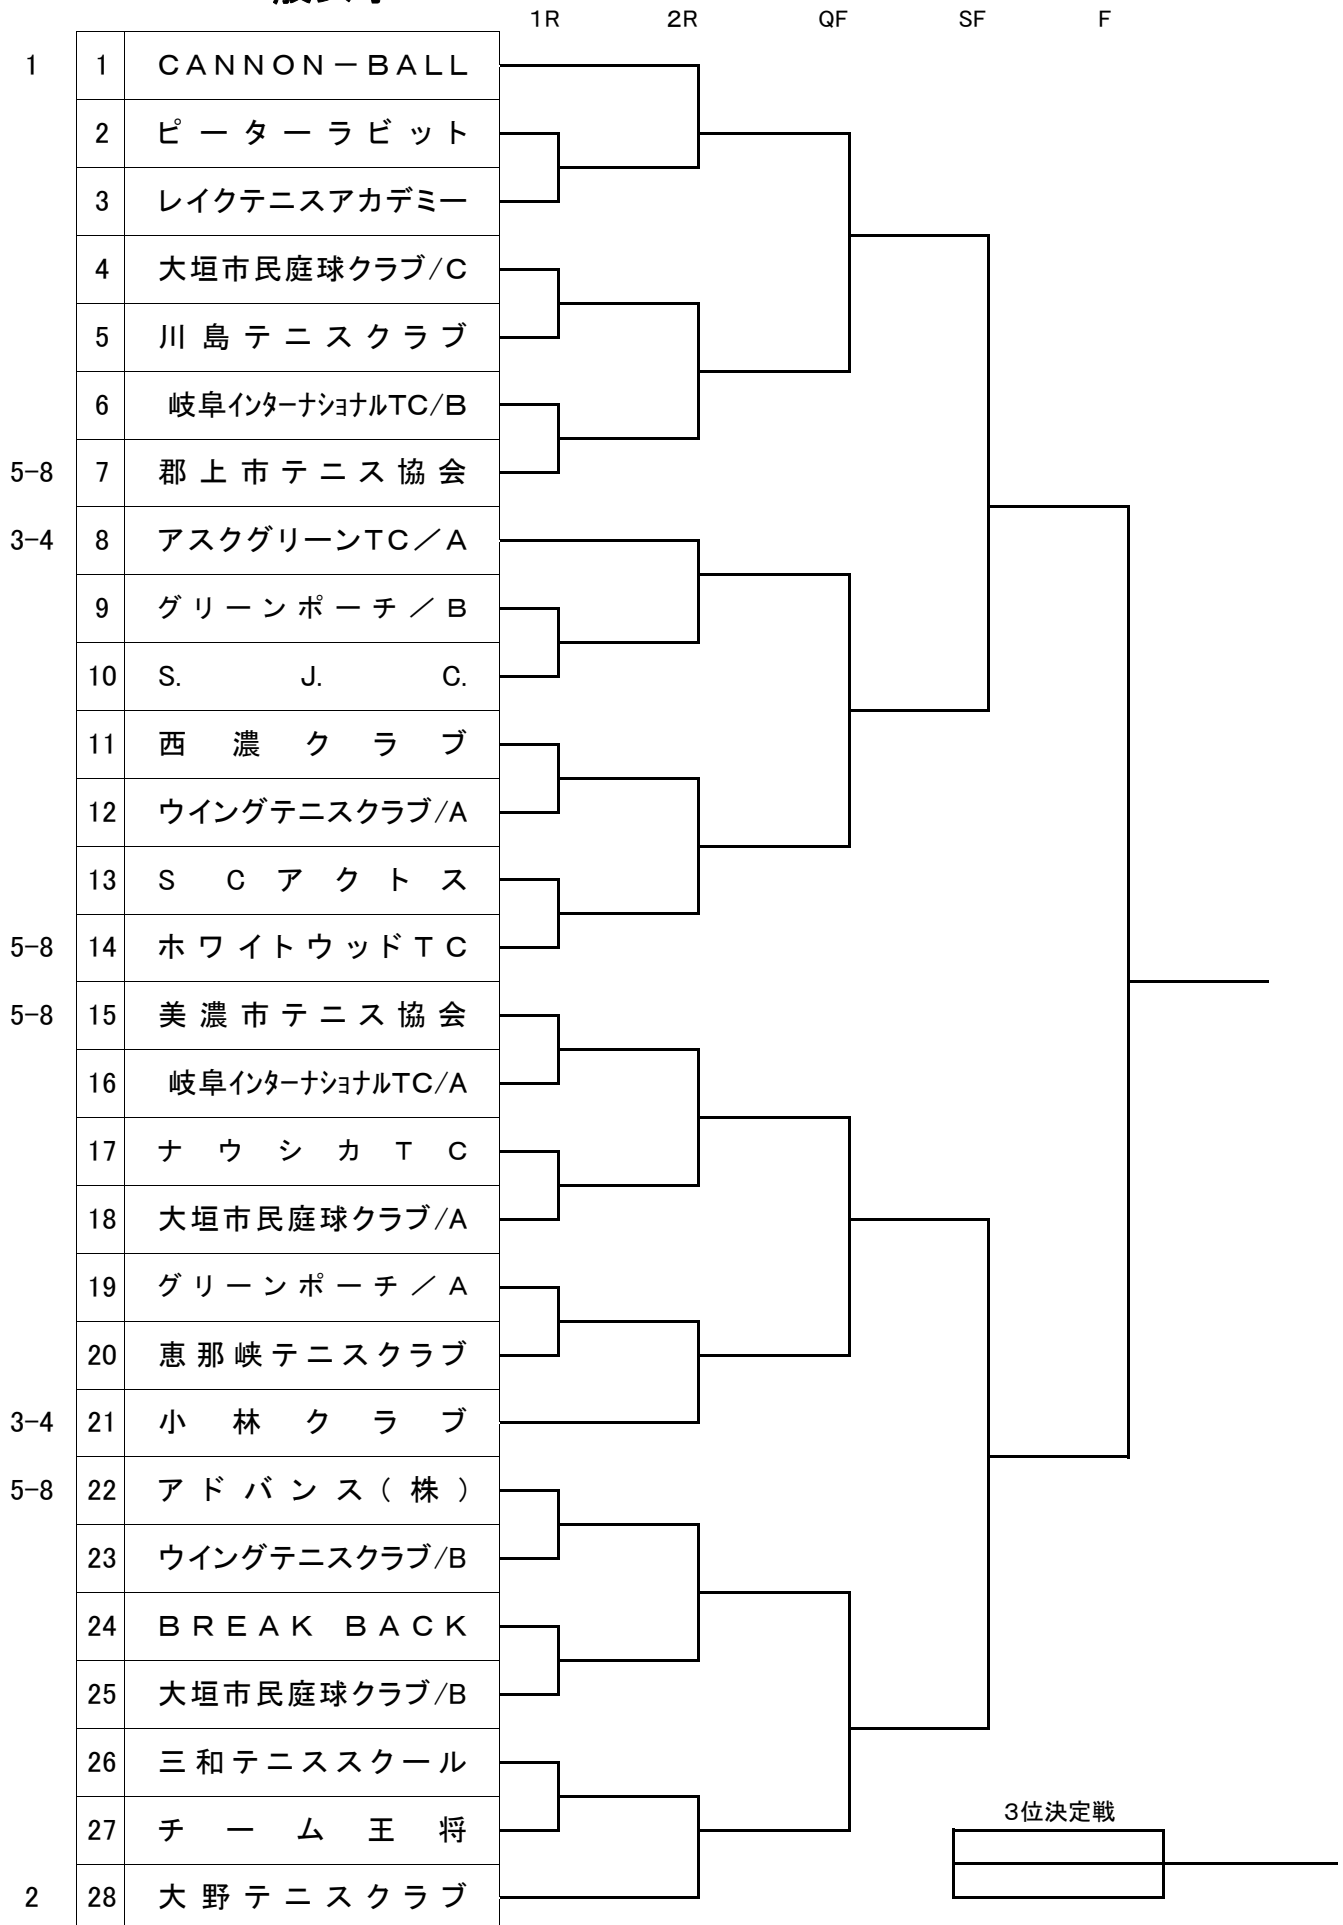 1R 2R QF SF F
1 1 CANNON－BALL
2 ピーターラビット
3 レイクテニスアカデミー
4 大垣市民庭球クラブ/C
5 川島テニスクラブ
6 岐阜ｲﾝﾀｰﾅｼｮﾅﾙTC/B
5-8 7 郡上市テニス協会
3-4 8 アスクグリーンTC／A
9 グリーンポーチ／B
10 S. J. C.
11 西濃クラブ
12 ウイングテニスクラブ/A
13 SCアクトス
5-8 14 ホワイトウッドTC
5-8 15 美濃市テニス協会
16 岐阜ｲﾝﾀｰﾅｼｮﾅﾙTC/A
17 ナウシカTC
18 大垣市民庭球クラブ/A
19 グリーンポーチ／A
20 恵那峡テニスクラブ
3-4 21 小林クラブ
5-8 22 アドバンス(株)
23 ウイングテニスクラブ/B
24 BREAK BACK
25 大垣市民庭球クラブ/B
26 三和テニススクール
27 チーム王将
2 28 大野テニスクラブ
3位決定戦